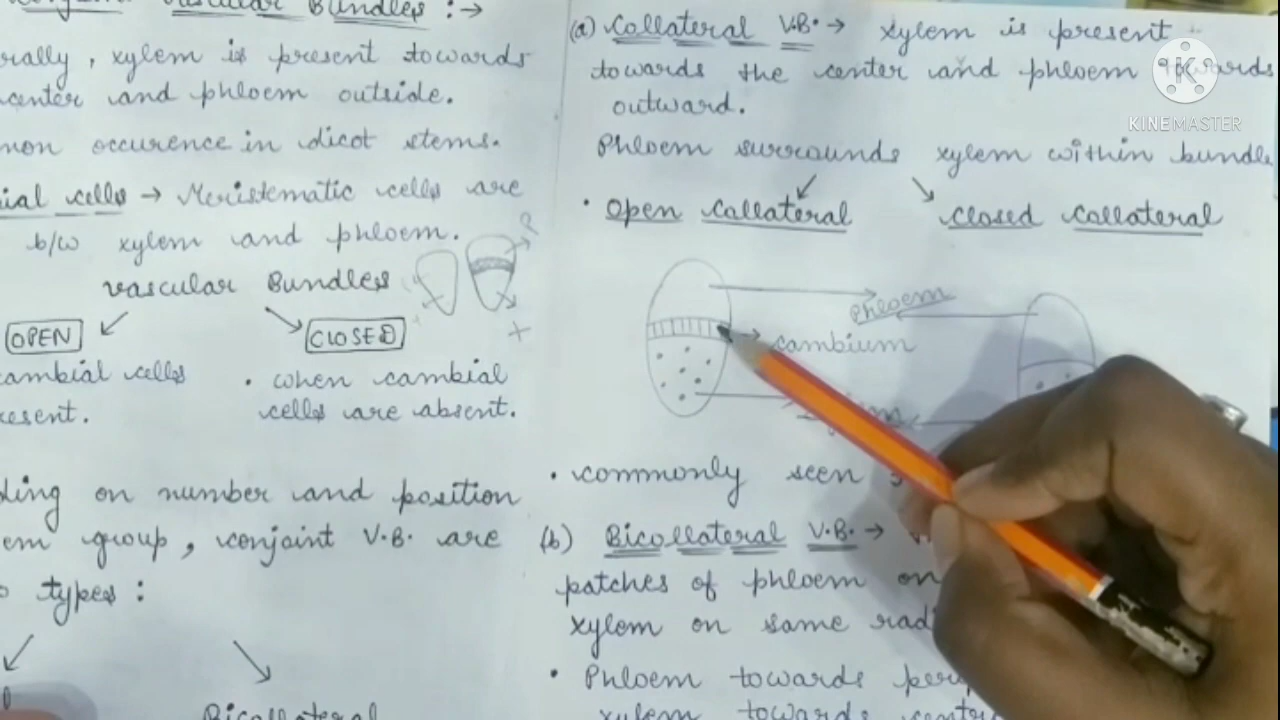 Vascular Bundles :→
rally, xylem is present towards
center and phloem outside.
mon occurence in dicot stems.
ial cells → Meristematic cells are
b/w xylem and phloem.
P
Vascular Bundles
+
OPEN
CLOSED
cambial cells
esent.
• when cambial
cells are absent.
ding on number and position
em group, conjoint V.B. are
types :
Bicollateral
(a) Collateral V.B. → xylem is present
towards the center and phloem towards
outward.
Phloem surrounds xylem within bundle
• Open Collateral
Closed Collateral
Phloem
cambium
• commonly seen
(b) Bicollateral V.B. →
patches of phloem on
xylem on same radi
• Phloem towards peri
xylem towards cent
KINEMASTER